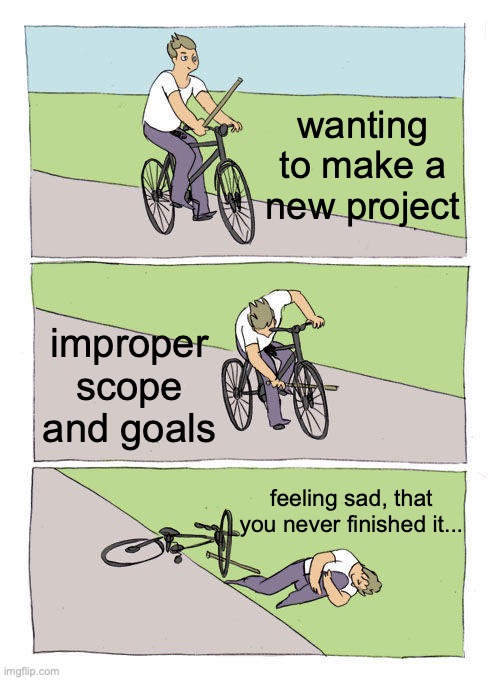 wanting
to make a
new project
improper
scope
and goals
feeling sad, that
you never finished it...
imgflip.com